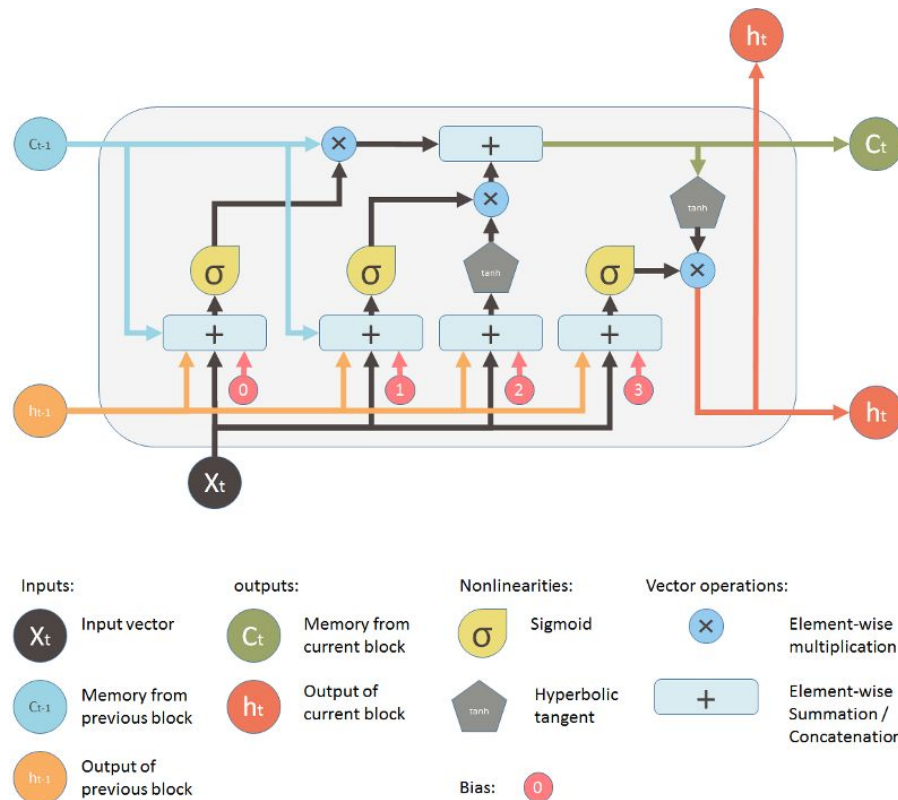 ht
Ct-1
×
+
Ct
×
tanh
σ
σ
tanh
σ
×
+
+
+
+
0
1
2
3
ht-1
ht
Xt
Inputs:
outputs:
Nonlinearities:
Vector operations:
Xt
Input vector
Ct
Memory from
current block
σ
Sigmoid
×
Element-wise
multiplication
Ct-1
Memory from
previous block
ht
Output of
current block
tanh
Hyperbolic
tangent
+
Element-wise
Summation /
Concatenation
ht-1
Output of
previous block
Bias:
0